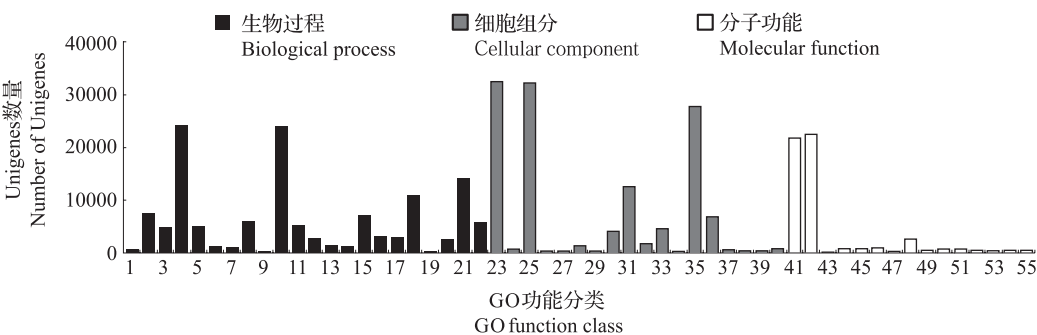 生物过程
Biological process
细胞组分
Cellular component
分子功能
Molecular function
Unigenes数量
Number of Unigenes
40000
30000
20000
10000
0
1 3 5 7 9 11 13 15 17 19 21 23 25 27 29 31 33 35 37 39 41 43 45 47 49 51 53 55
GO功能分类
GO function class